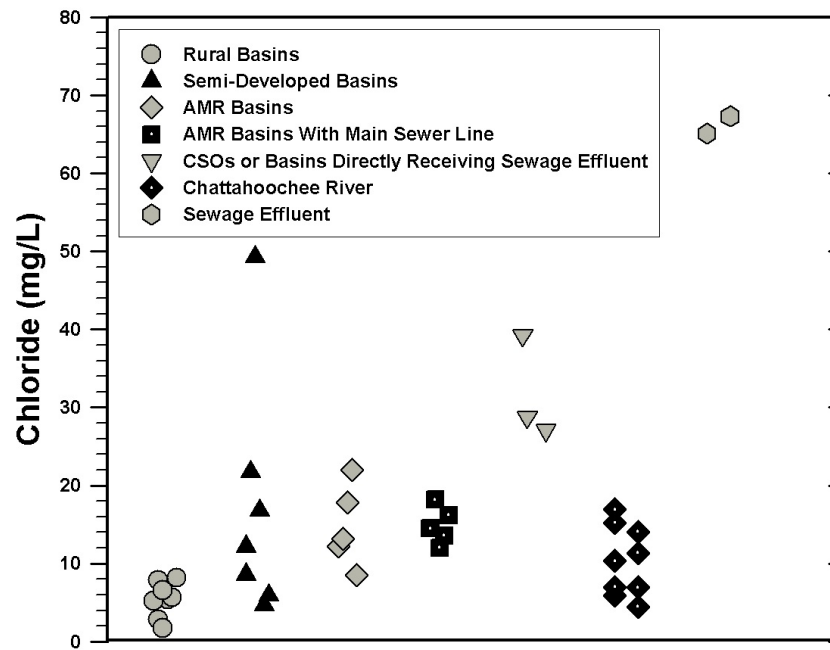 80
70
60
50
40
30
20
10
0
Chloride (mg/L)
Rural Basins
Semi-Developed Basins
AMR Basins
AMR Basins With Main Sewer Line
CSOs or Basins Directly Receiving Sewage Effluent
Chattahoochee River
Sewage Effluent